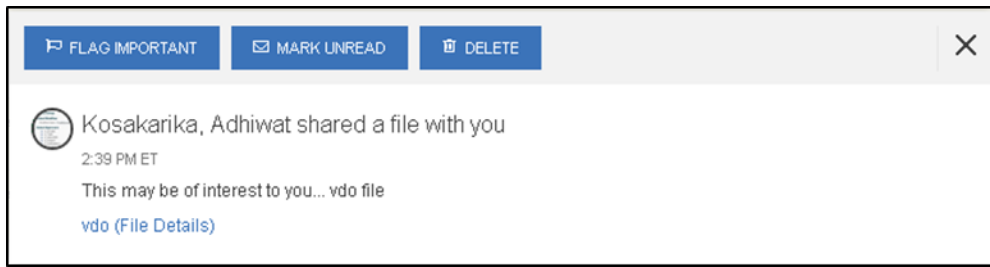 FLAG IMPORTANT MARK UNREAD DELETE
Kosakarika, Adhiwat shared a file with you
2:39 PM ET
This may be of interest to you... vdo file
vdo (File Details)